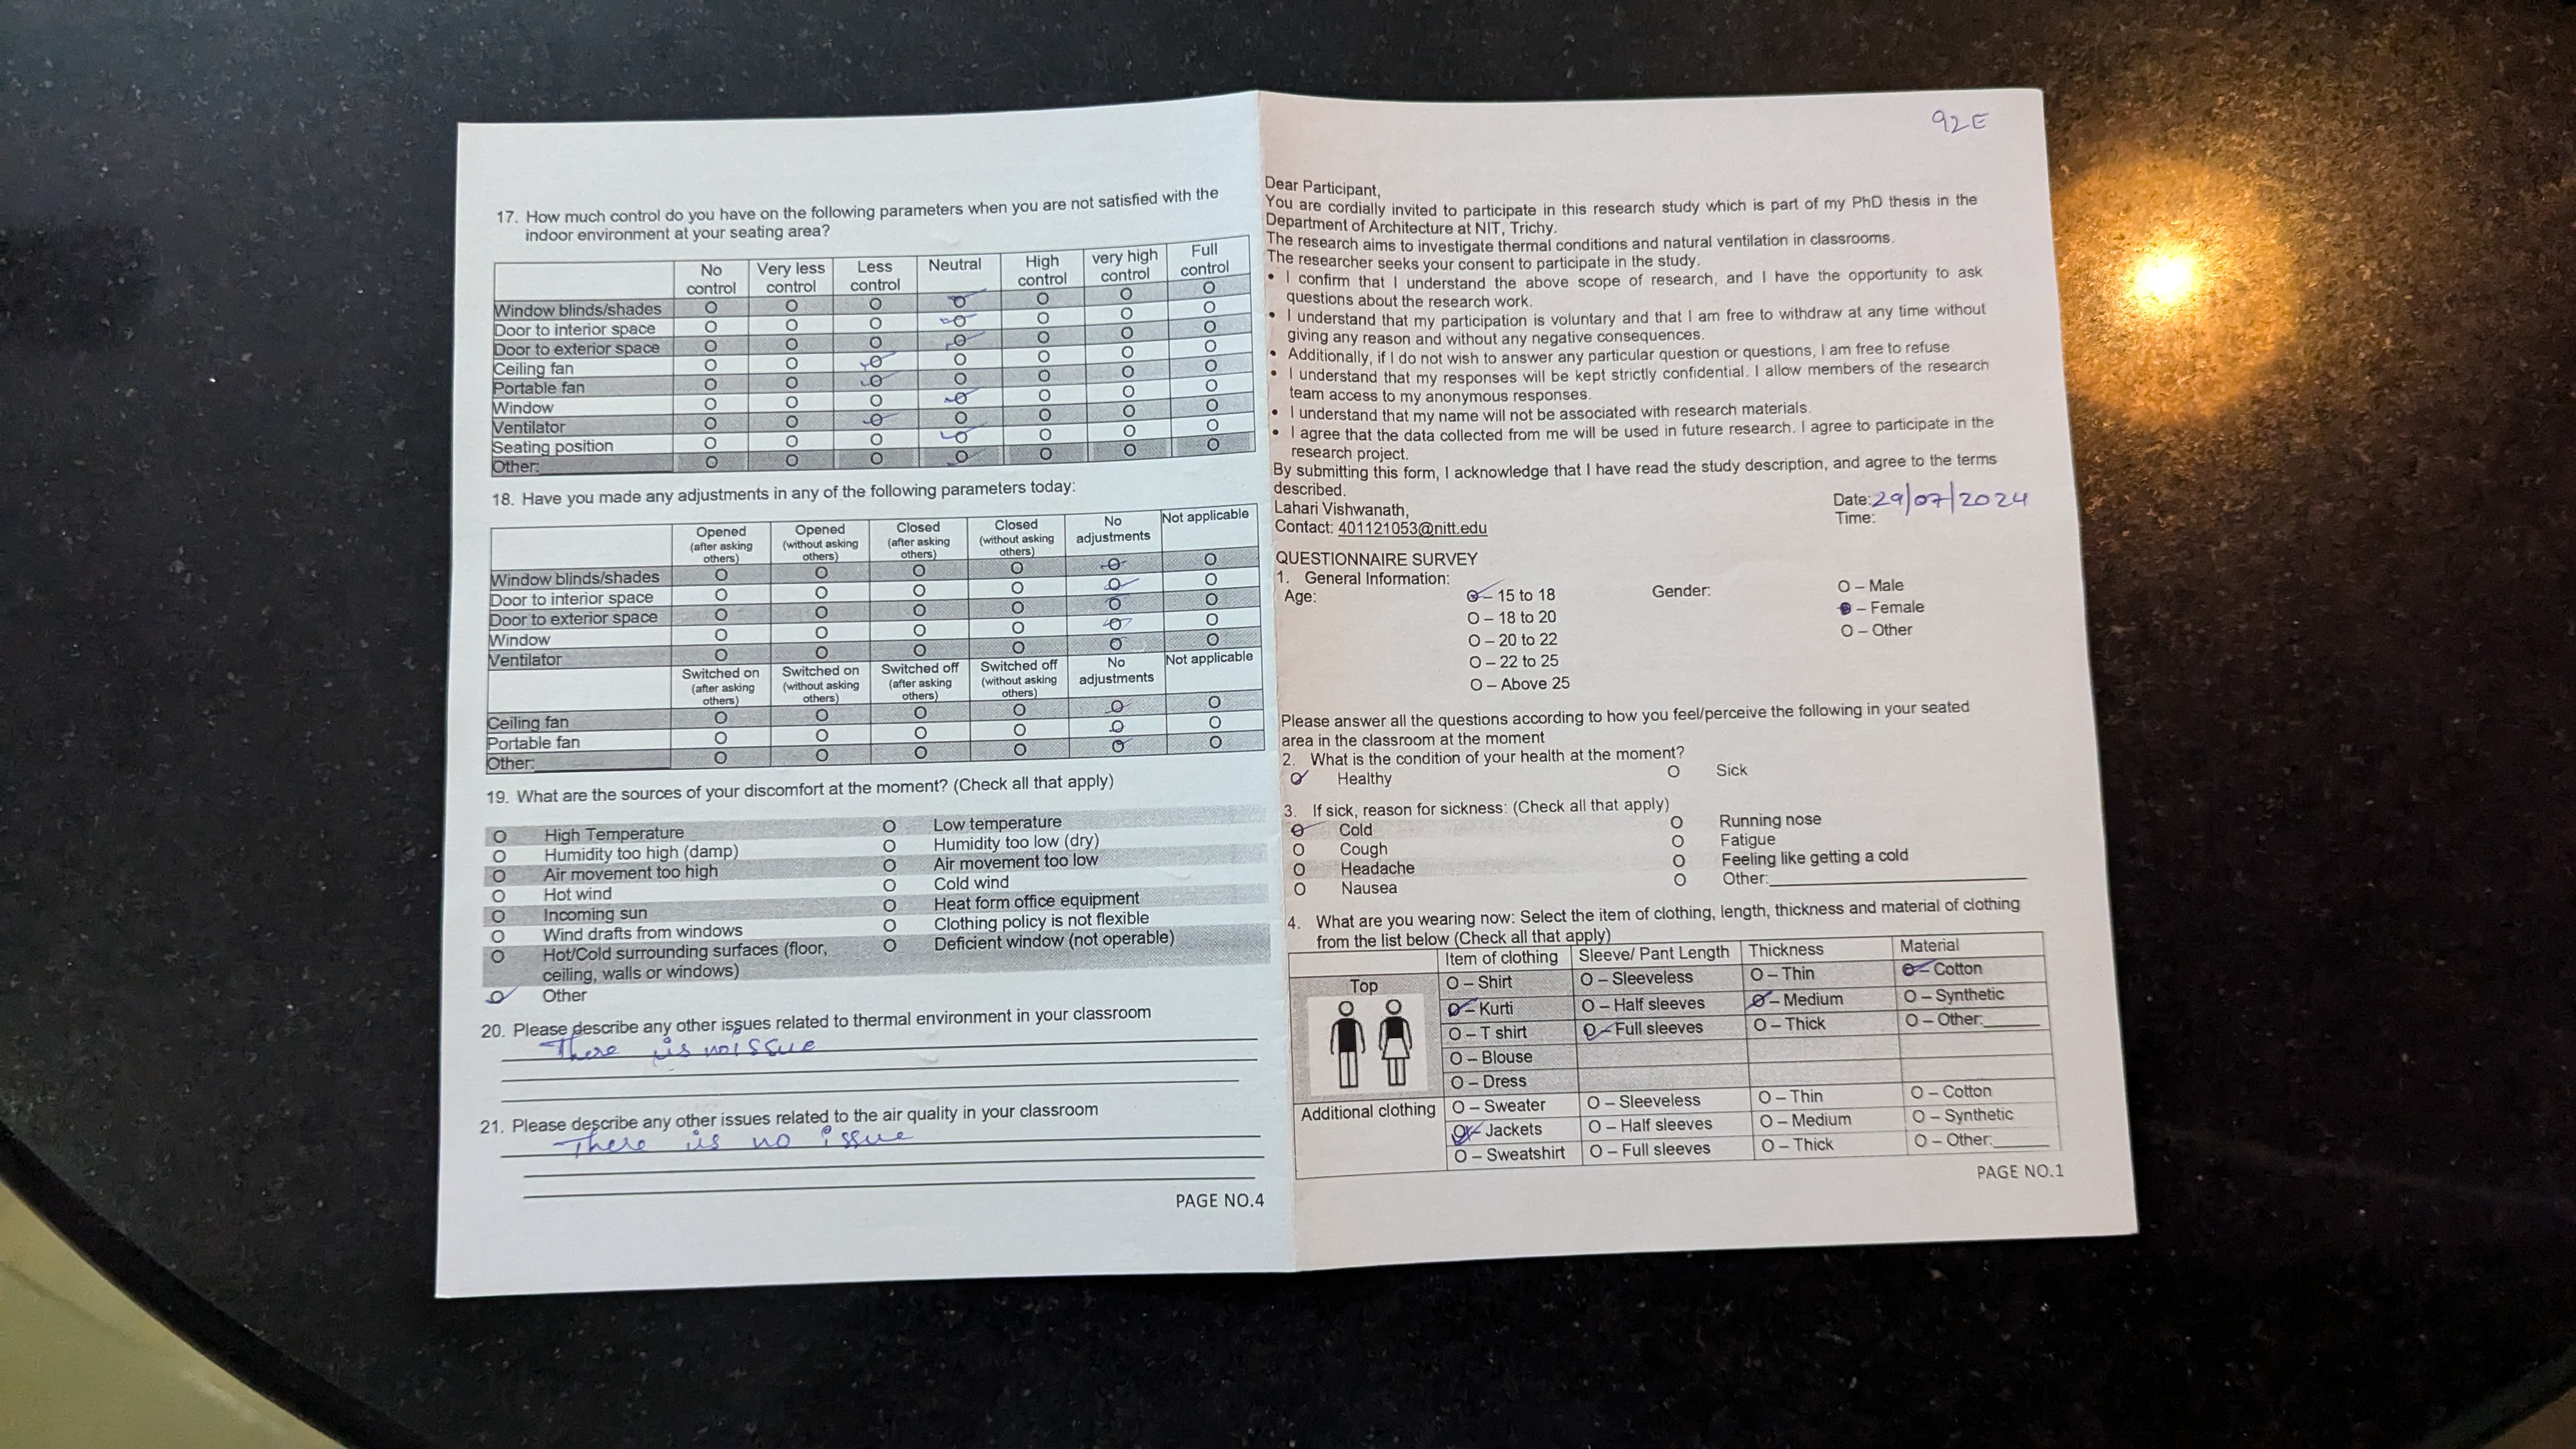 17. How much control do you have on the following parameters when you are not satisfied with the
indoor environment at your seating area?
No control Very less control Less control Neutral High control very high control Full control
Window blinds/shades O O O O O O O
Door to interior space O O O O O O O
Door to exterior space O O O O O O O
Ceiling fan O O O O O O O
Portable fan O O O O O O O
Window O O O O O O O
Ventilator O O O O O O O
Seating position O O O O O O O
Other: O O O O O O O
18. Have you made any adjustments in any of the following parameters today:
Opened (after asking others) Opened (without asking others) Closed (after asking others) Closed (without asking others) No adjustments Not applicable
Window blinds/shades O O O O O O
Door to interior space O O O O O O
Door to exterior space O O O O O O
Window O O O O O O
Ventilator O O O O O O
Switched on (after asking others) Switched on (without asking others) Switched off (after asking others) Switched off (without asking others) No adjustments Not applicable
Ceiling fan O O O O O O
Portable fan O O O O O O
Other: O O O O O O
19. What are the sources of your discomfort at the moment? (Check all that apply)
O High Temperature O Low temperature
O Humidity too high (damp) O Humidity too low (dry)
O Air movement too high O Air movement too low
O Hot wind O Cold wind
O Incoming sun O Heat form office equipment
O Wind drafts from windows O Clothing policy is not flexible
O Hot/Cold surrounding surfaces (floor, O Deficient window (not operable)
ceiling, walls or windows)
O Other
20. Please describe any other issues related to thermal environment in your classroom
There is no issue
21. Please describe any other issues related to the air quality in your classroom
There is no issue
PAGE NO.4
92E
Dear Participant,
You are cordially invited to participate in this research study which is part of my PhD thesis in the
Department of Architecture at NIT, Trichy.
The research aims to investigate thermal conditions and natural ventilation in classrooms.
The researcher seeks your consent to participate in the study.
• I confirm that I understand the above scope of research, and I have the opportunity to ask
questions about the research work.
• I understand that my participation is voluntary and that I am free to withdraw at any time without
giving any reason and without any negative consequences.
• Additionally, if I do not wish to answer any particular question or questions, I am free to refuse
• I understand that my responses will be kept strictly confidential. I allow members of the research
team access to my anonymous responses.
• I understand that my name will not be associated with research materials.
• I agree that the data collected from me will be used in future research. I agree to participate in the
research project.
By submitting this form, I acknowledge that I have read the study description, and agree to the terms
described.
Lahari Vishwanath, Date: 29/07/2024
Contact: 401121053@nitt.edu Time:
QUESTIONNAIRE SURVEY
1. General Information:
Age: O – 15 to 18 Gender: O – Male
O – 18 to 20 O – Female
O – 20 to 22 O – Other
O – 22 to 25
O – Above 25
Please answer all the questions according to how you feel/perceive the following in your seated
area in the classroom at the moment
2. What is the condition of your health at the moment?
O Healthy O Sick
3. If sick, reason for sickness: (Check all that apply)
O Cold O Running nose
O Cough O Fatigue
O Headache O Feeling like getting a cold
O Nausea O Other:
4. What are you wearing now: Select the item of clothing, length, thickness and material of clothing
from the list below (Check all that apply)
Item of clothing Sleeve/ Pant Length Thickness Material
Top O – Shirt O – Sleeveless O – Thin O – Cotton
O – Kurti O – Half sleeves O – Medium O – Synthetic
O – T shirt O – Full sleeves O – Thick O – Other:
O – Blouse
O – Dress
Additional clothing O – Sweater O – Sleeveless O – Thin O – Cotton
O – Jackets O – Half sleeves O – Medium O – Synthetic
O – Sweatshirt O – Full sleeves O – Thick O – Other:
PAGE NO.1